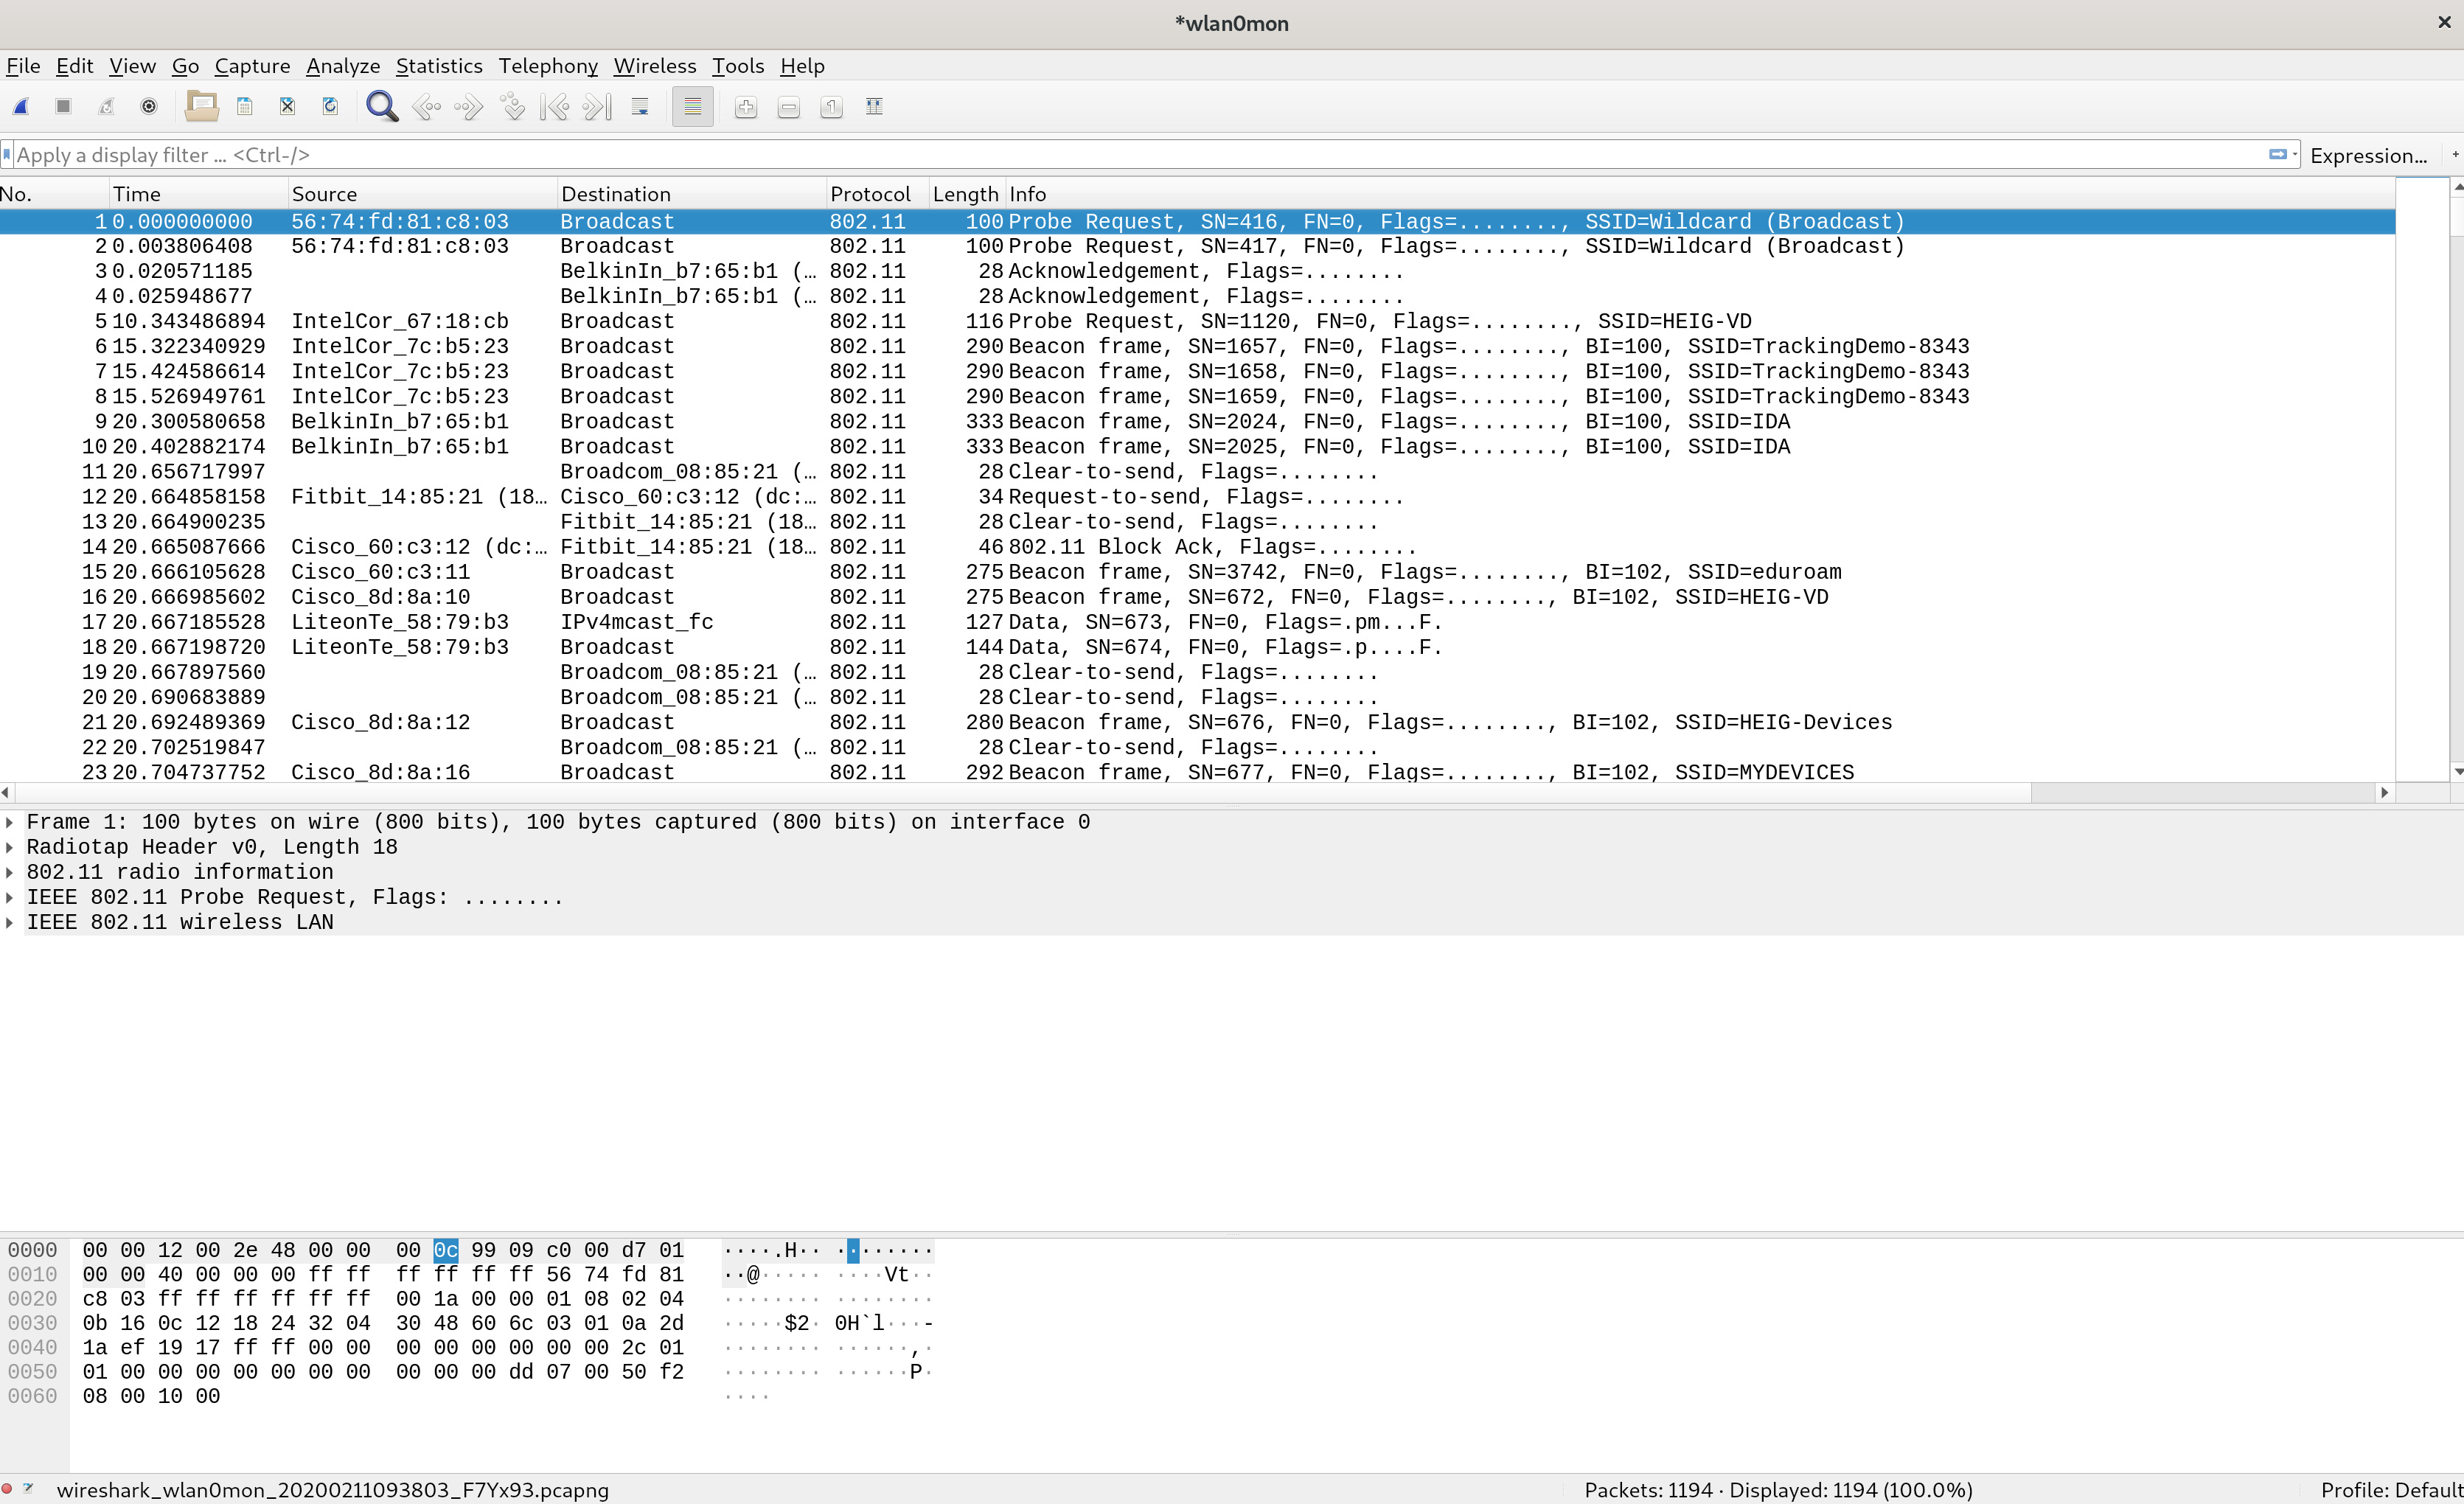 *wlan0mon
File Edit View Go Capture Analyze Statistics Telephony Wireless Tools Help
Apply a display filter … <Ctrl-/> Expression…
No. Time Source Destination Protocol Length Info
1 0.000000000 56:74:fd:81:c8:03 Broadcast 802.11 100 Probe Request, SN=416, FN=0, Flags=........, SSID=Wildcard (Broadcast)
2 0.003806408 56:74:fd:81:c8:03 Broadcast 802.11 100 Probe Request, SN=417, FN=0, Flags=........, SSID=Wildcard (Broadcast)
3 0.020571185 BelkinIn_b7:65:b1 (… 802.11 28 Acknowledgement, Flags=........
4 0.025948677 BelkinIn_b7:65:b1 (… 802.11 28 Acknowledgement, Flags=........
5 10.343486894 IntelCor_67:18:cb Broadcast 802.11 116 Probe Request, SN=1120, FN=0, Flags=........, SSID=HEIG-VD
6 15.322340929 IntelCor_7c:b5:23 Broadcast 802.11 290 Beacon frame, SN=1657, FN=0, Flags=........, BI=100, SSID=TrackingDemo-8343
7 15.424586614 IntelCor_7c:b5:23 Broadcast 802.11 290 Beacon frame, SN=1658, FN=0, Flags=........, BI=100, SSID=TrackingDemo-8343
8 15.526949761 IntelCor_7c:b5:23 Broadcast 802.11 290 Beacon frame, SN=1659, FN=0, Flags=........, BI=100, SSID=TrackingDemo-8343
9 20.300580658 BelkinIn_b7:65:b1 Broadcast 802.11 333 Beacon frame, SN=2024, FN=0, Flags=........, BI=100, SSID=IDA
10 20.402882174 BelkinIn_b7:65:b1 Broadcast 802.11 333 Beacon frame, SN=2025, FN=0, Flags=........, BI=100, SSID=IDA
11 20.656717997 Broadcom_08:85:21 (… 802.11 28 Clear-to-send, Flags=........
12 20.664858158 Fitbit_14:85:21 (18… Cisco_60:c3:12 (dc:… 802.11 34 Request-to-send, Flags=........
13 20.664900235 Fitbit_14:85:21 (18… 802.11 28 Clear-to-send, Flags=........
14 20.665087666 Cisco_60:c3:12 (dc:… Fitbit_14:85:21 (18… 802.11 46 802.11 Block Ack, Flags=........
15 20.666105628 Cisco_60:c3:11 Broadcast 802.11 275 Beacon frame, SN=3742, FN=0, Flags=........, BI=102, SSID=eduroam
16 20.666985602 Cisco_8d:8a:10 Broadcast 802.11 275 Beacon frame, SN=672, FN=0, Flags=........, BI=102, SSID=HEIG-VD
17 20.667185528 LiteonTe_58:79:b3 IPv4mcast_fc 802.11 127 Data, SN=673, FN=0, Flags=.pm...F.
18 20.667198720 LiteonTe_58:79:b3 Broadcast 802.11 144 Data, SN=674, FN=0, Flags=.p....F.
19 20.667897560 Broadcom_08:85:21 (… 802.11 28 Clear-to-send, Flags=........
20 20.690683889 Broadcom_08:85:21 (… 802.11 28 Clear-to-send, Flags=........
21 20.692489369 Cisco_8d:8a:12 Broadcast 802.11 280 Beacon frame, SN=676, FN=0, Flags=........, BI=102, SSID=HEIG-Devices
22 20.702519847 Broadcom_08:85:21 (… 802.11 28 Clear-to-send, Flags=........
23 20.704737752 Cisco_8d:8a:16 Broadcast 802.11 292 Beacon frame, SN=677, FN=0, Flags=........, BI=102, SSID=MYDEVICES
Frame 1: 100 bytes on wire (800 bits), 100 bytes captured (800 bits) on interface 0
Radiotap Header v0, Length 18
802.11 radio information
IEEE 802.11 Probe Request, Flags: ........
IEEE 802.11 wireless LAN
0000 00 00 12 00 2e 48 00 00 00 0c 99 09 c0 00 d7 01 ·····.H·· ········
0010 00 00 40 00 00 00 ff ff ff ff ff ff 56 74 fd 81 ··@····· ····Vt··
0020 c8 03 ff ff ff ff ff ff 00 1a 00 00 01 08 02 04 ········ ········
0030 0b 16 0c 12 18 24 32 04 30 48 60 6c 03 01 0a 2d ·····$2· 0H`l···-
0040 1a ef 19 17 ff ff 00 00 00 00 00 00 00 00 2c 01 ········ ······,·
0050 01 00 00 00 00 00 00 00 00 00 00 dd 07 00 50 f2 ········ ······P·
0060 08 00 10 00 ····
wireshark_wlan0mon_20200211093803_F7Yx93.pcapng Packets: 1194 · Displayed: 1194 (100.0%) Profile: Default